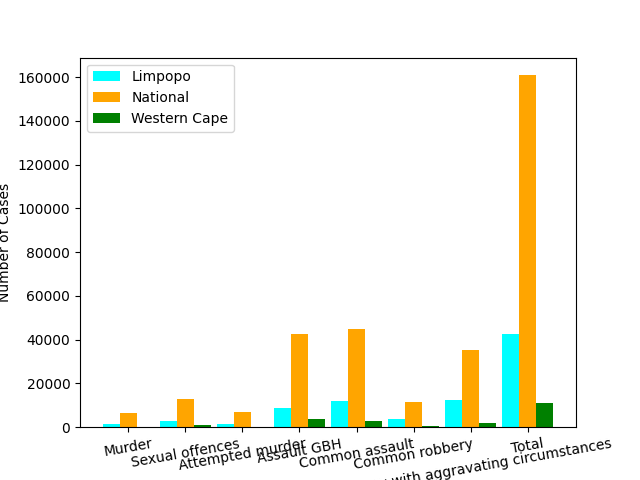 Limpopo
National
Western Cape
160000
140000
120000
100000
80000
60000
40000
20000
0
Number of Cases
Murder
Sexual offences
Attempted murder
Assault GBH
Common assault
Common robbery
with aggravating circumstances
Total